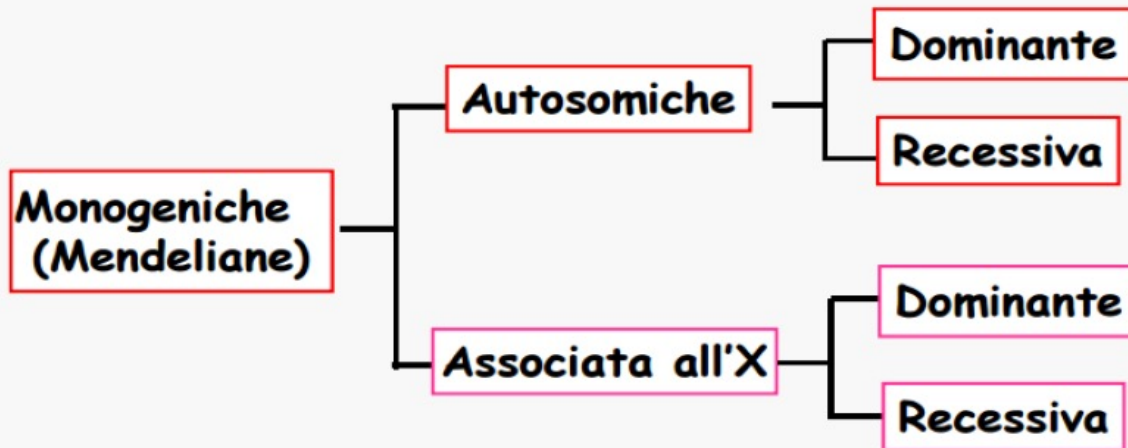 Monogeniche
(Mendeliane)
Autosomiche
Dominante
Recessiva
Associata all'X
Dominante
Recessiva